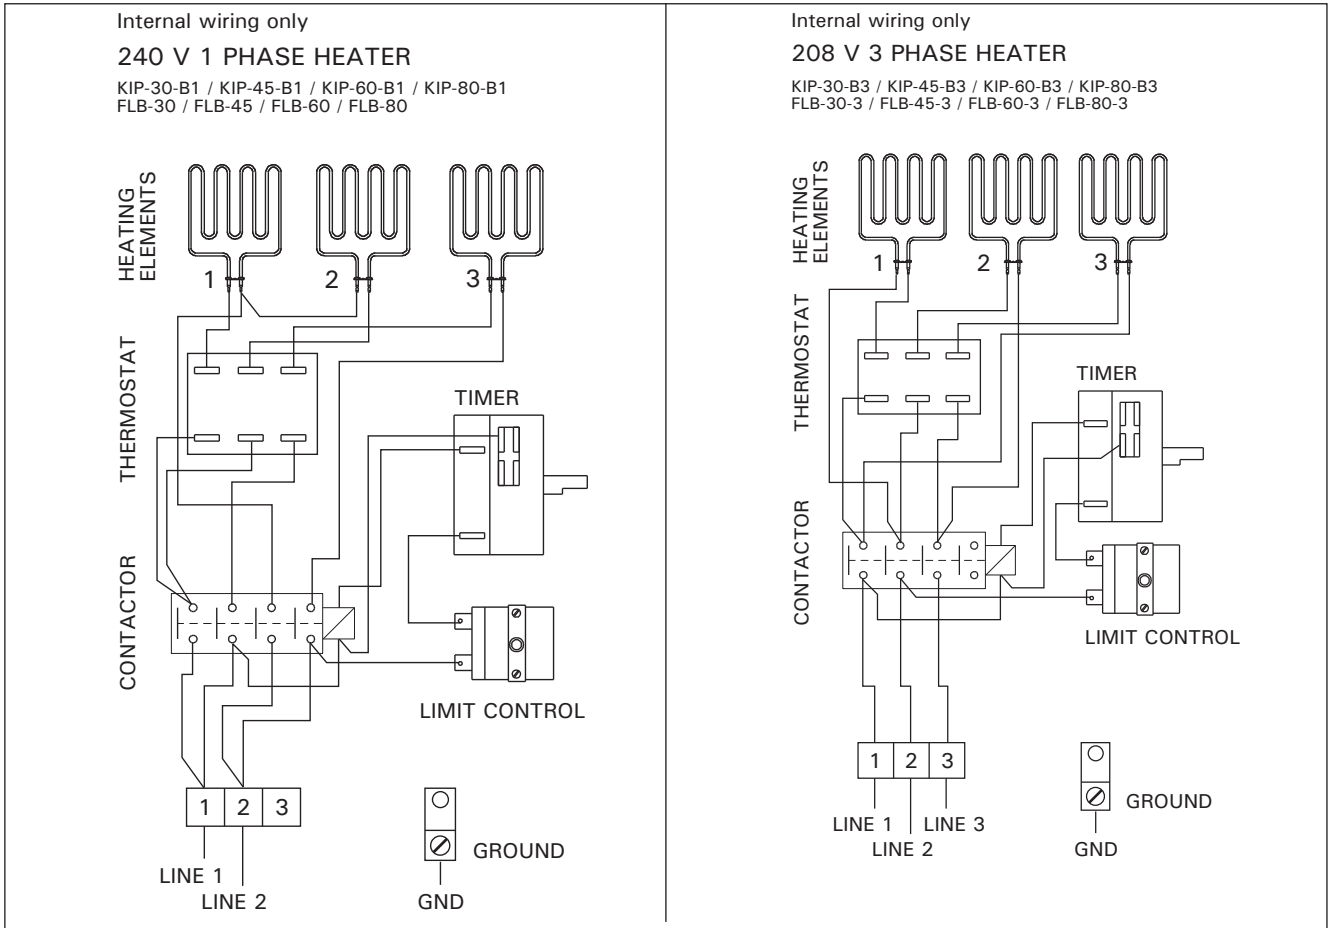 Internal wiring only
240 V 1 PHASE HEATER
KIP-30-B1 / KIP-45-B1 / KIP-60-B1 / KIP-80-B1
FLB-30 / FLB-45 / FLB-60 / FLB-80
HEATING
ELEMENTS
1
2
3
THERMOSTAT
TIMER
CONTACTOR
LIMIT CONTROL
1 2 3
GROUND
LINE 1
LINE 2
GND
Internal wiring only
208 V 3 PHASE HEATER
KIP-30-B3 / KIP-45-B3 / KIP-60-B3 / KIP-80-B3
FLB-30-3 / FLB-45-3 / FLB-60-3 / FLB-80-3
HEATING
ELEMENTS
1
2
3
THERMOSTAT
TIMER
CONTACTOR
LIMIT CONTROL
1 2 3
GROUND
LINE 1 LINE 3
LINE 2
GND